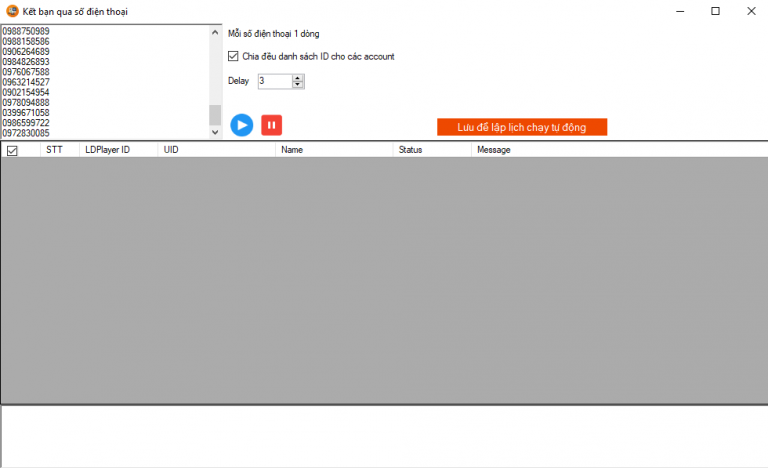 Kết bạn qua số điện thoại
0988750989
0988158586
0906264689
0984826893
0976067588
0963214527
0902154954
0978094888
0399671058
0986599722
0972830085
Mỗi số điện thoại 1 dòng
Chia đều danh sách ID cho các account
Delay 3
Lưu để lập lịch chạy tự động
STT LDPlayer ID UID Name Status Message